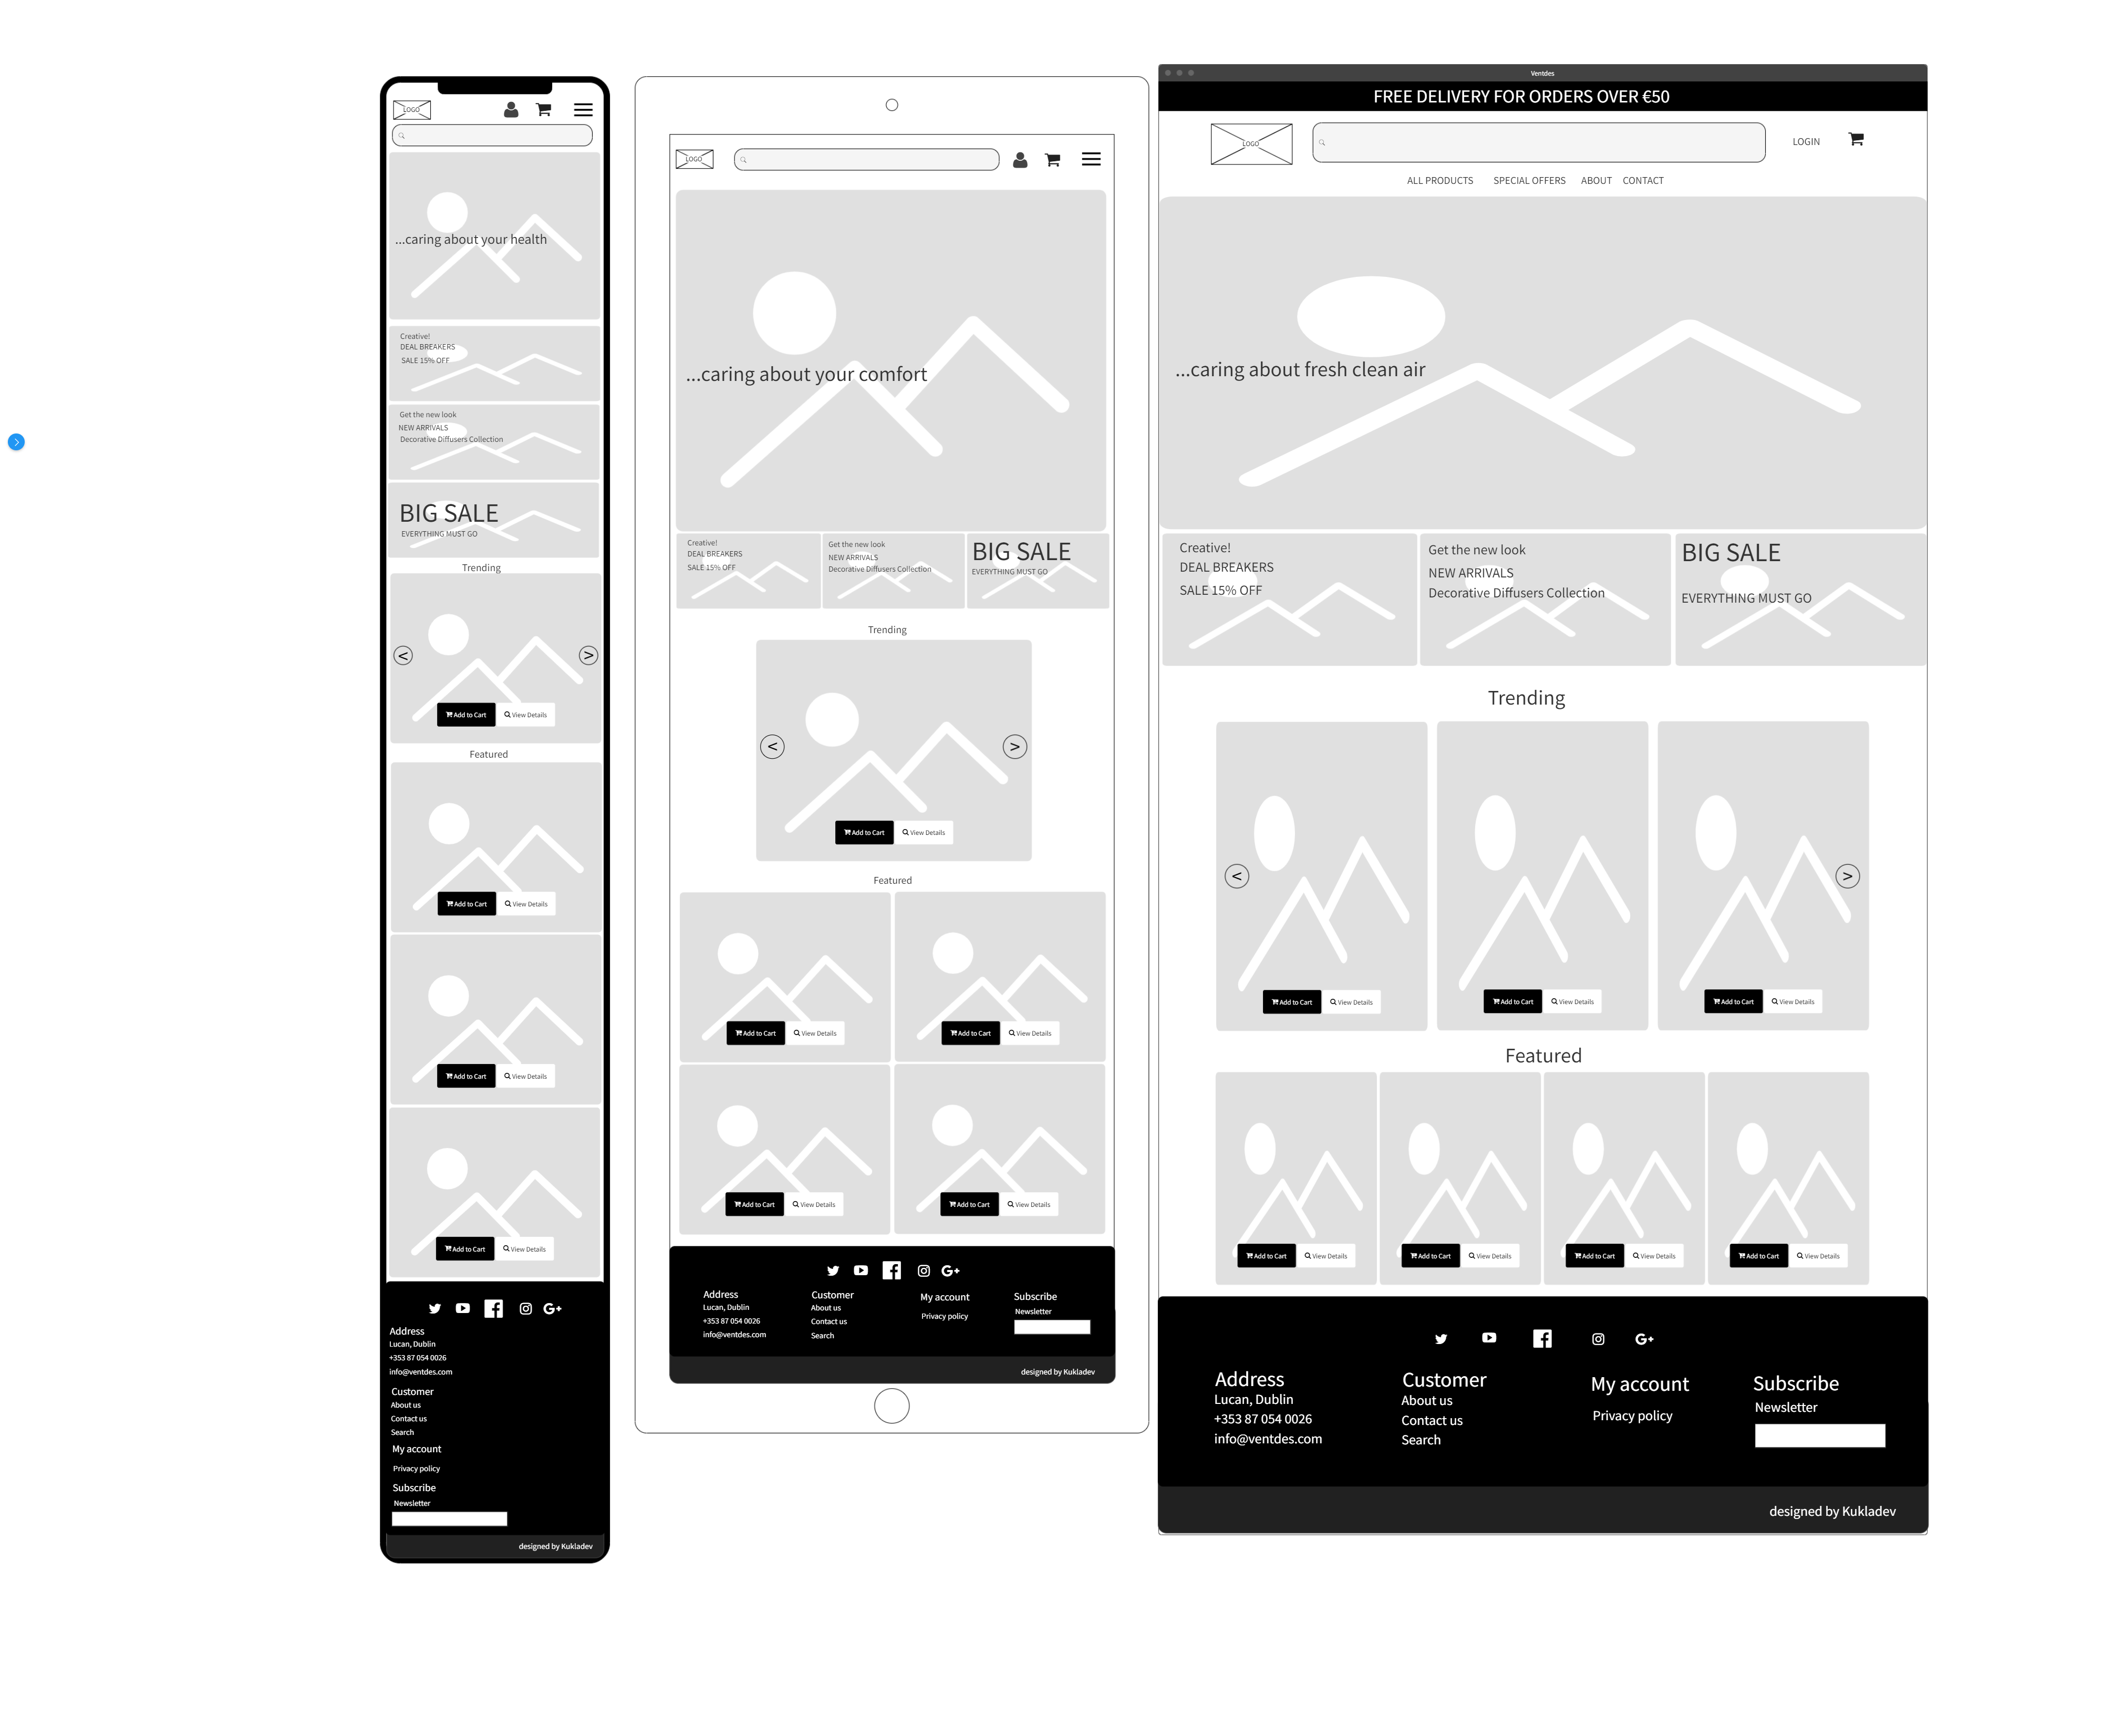 LOGO
...caring about your health
Creative!
DEAL BREAKERS
SALE 15% OFF
Get the new look
NEW ARRIVALS
Decorative Diffusers Collection
BIG SALE
EVERYTHING MUST GO
Trending
<
>
Add to Cart
View Details
Featured
Add to Cart
View Details
Add to Cart
View Details
Add to Cart
View Details
Address
Lucan, Dublin
+353 87 054 0026
info@ventdes.com
Customer
About us
Contact us
Search
My account
Privacy policy
Subscribe
Newsletter
designed by Kukladev
LOGO
...caring about your comfort
Creative!
DEAL BREAKERS
SALE 15% OFF
Get the new look
NEW ARRIVALS
Decorative Diffusers Collection
BIG SALE
EVERYTHING MUST GO
Trending
<
>
Add to Cart
View Details
Featured
Add to Cart
View Details
Add to Cart
View Details
Add to Cart
View Details
Add to Cart
View Details
Address
Lucan, Dublin
+353 87 054 0026
info@ventdes.com
Customer
About us
Contact us
Search
My account
Privacy policy
Subscribe
Newsletter
designed by Kukladev
Ventdes
FREE DELIVERY FOR ORDERS OVER €50
LOGO
LOGIN
ALL PRODUCTS
SPECIAL OFFERS
ABOUT
CONTACT
...caring about fresh clean air
Creative!
DEAL BREAKERS
SALE 15% OFF
Get the new look
NEW ARRIVALS
Decorative Diffusers Collection
BIG SALE
EVERYTHING MUST GO
Trending
<
>
Add to Cart
View Details
Add to Cart
View Details
Add to Cart
View Details
Featured
Add to Cart
View Details
Add to Cart
View Details
Add to Cart
View Details
Add to Cart
View Details
Address
Lucan, Dublin
+353 87 054 0026
info@ventdes.com
Customer
About us
Contact us
Search
My account
Privacy policy
Subscribe
Newsletter
designed by Kukladev